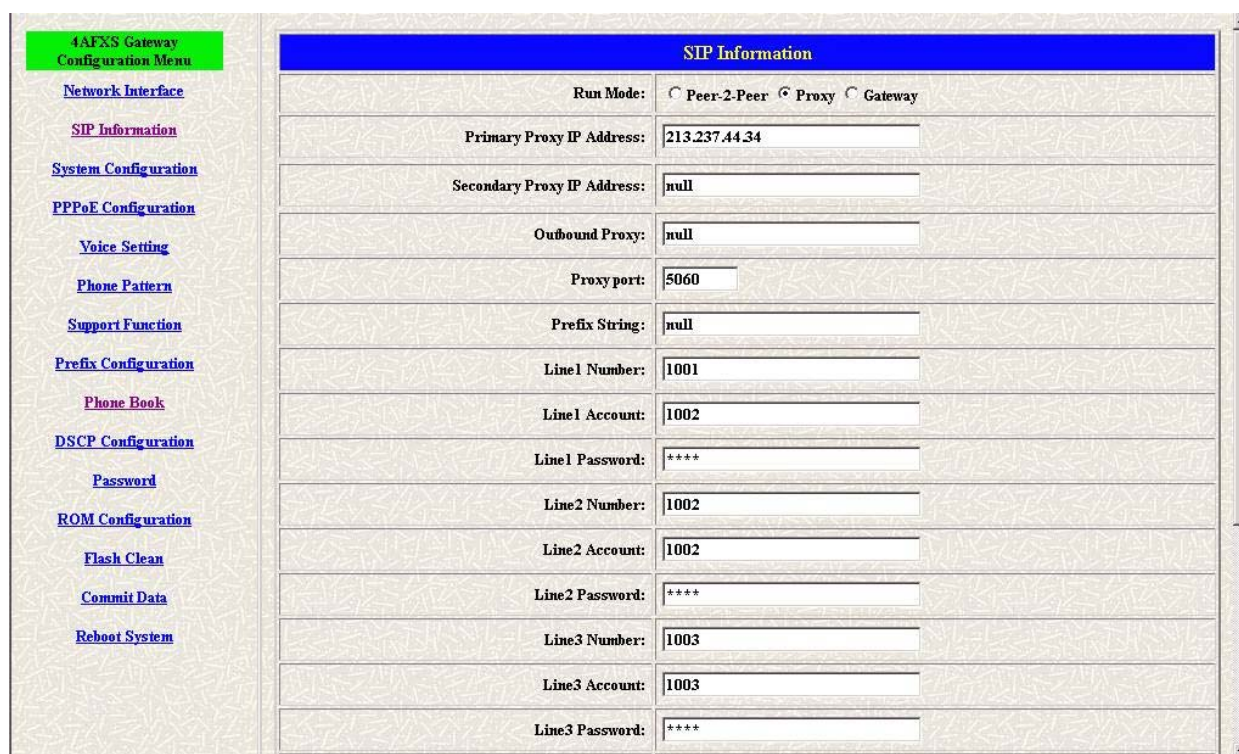 4AFXS Gateway
Configuration Menu
Network Interface
SIP Information
System Configuration
PPPoE Configuration
Voice Setting
Phone Pattern
Support Function
Prefix Configuration
Phone Book
DSCP Configuration
Password
ROM Configuration
Flash Clean
Commit Data
Reboot System
SIP Information
Run Mode: Peer-2-Peer Proxy Gateway
Primary Proxy IP Address: 213.237.44.34
Secondary Proxy IP Address: null
Outbound Proxy: null
Proxy port: 5060
Prefix String: null
Line1 Number: 1001
Line1 Account: 1002
Line1 Password: ****
Line2 Number: 1002
Line2 Account: 1002
Line2 Password: ****
Line3 Number: 1003
Line3 Account: 1003
Line3 Password: ****